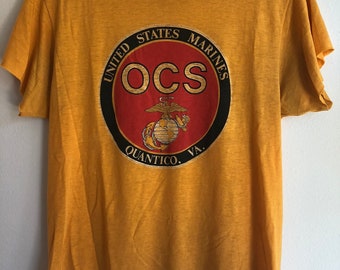 UNITED STATES MARINES
OCS
QUANTICO, VA.